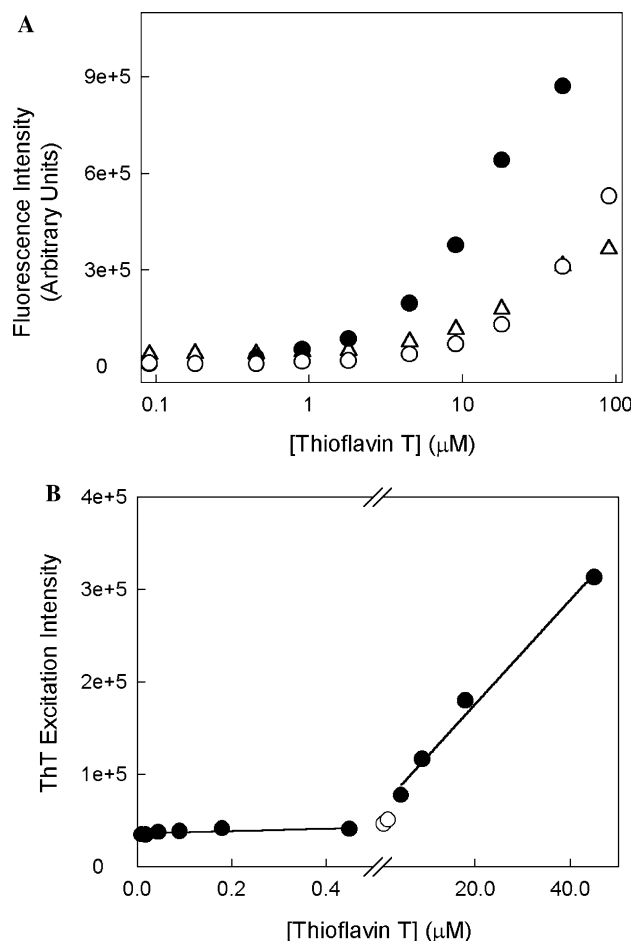 A
9e+5
6e+5
3e+5
0
Fluorescence Intensity
(Arbitrary Units)
0.1 1 10 100
[Thioflavin T] (μM)
B
4e+5
3e+5
2e+5
1e+5
0
ThT Excitation Intensity
0.0 0.2 0.4 20.0 40.0
[Thioflavin T] (μM)